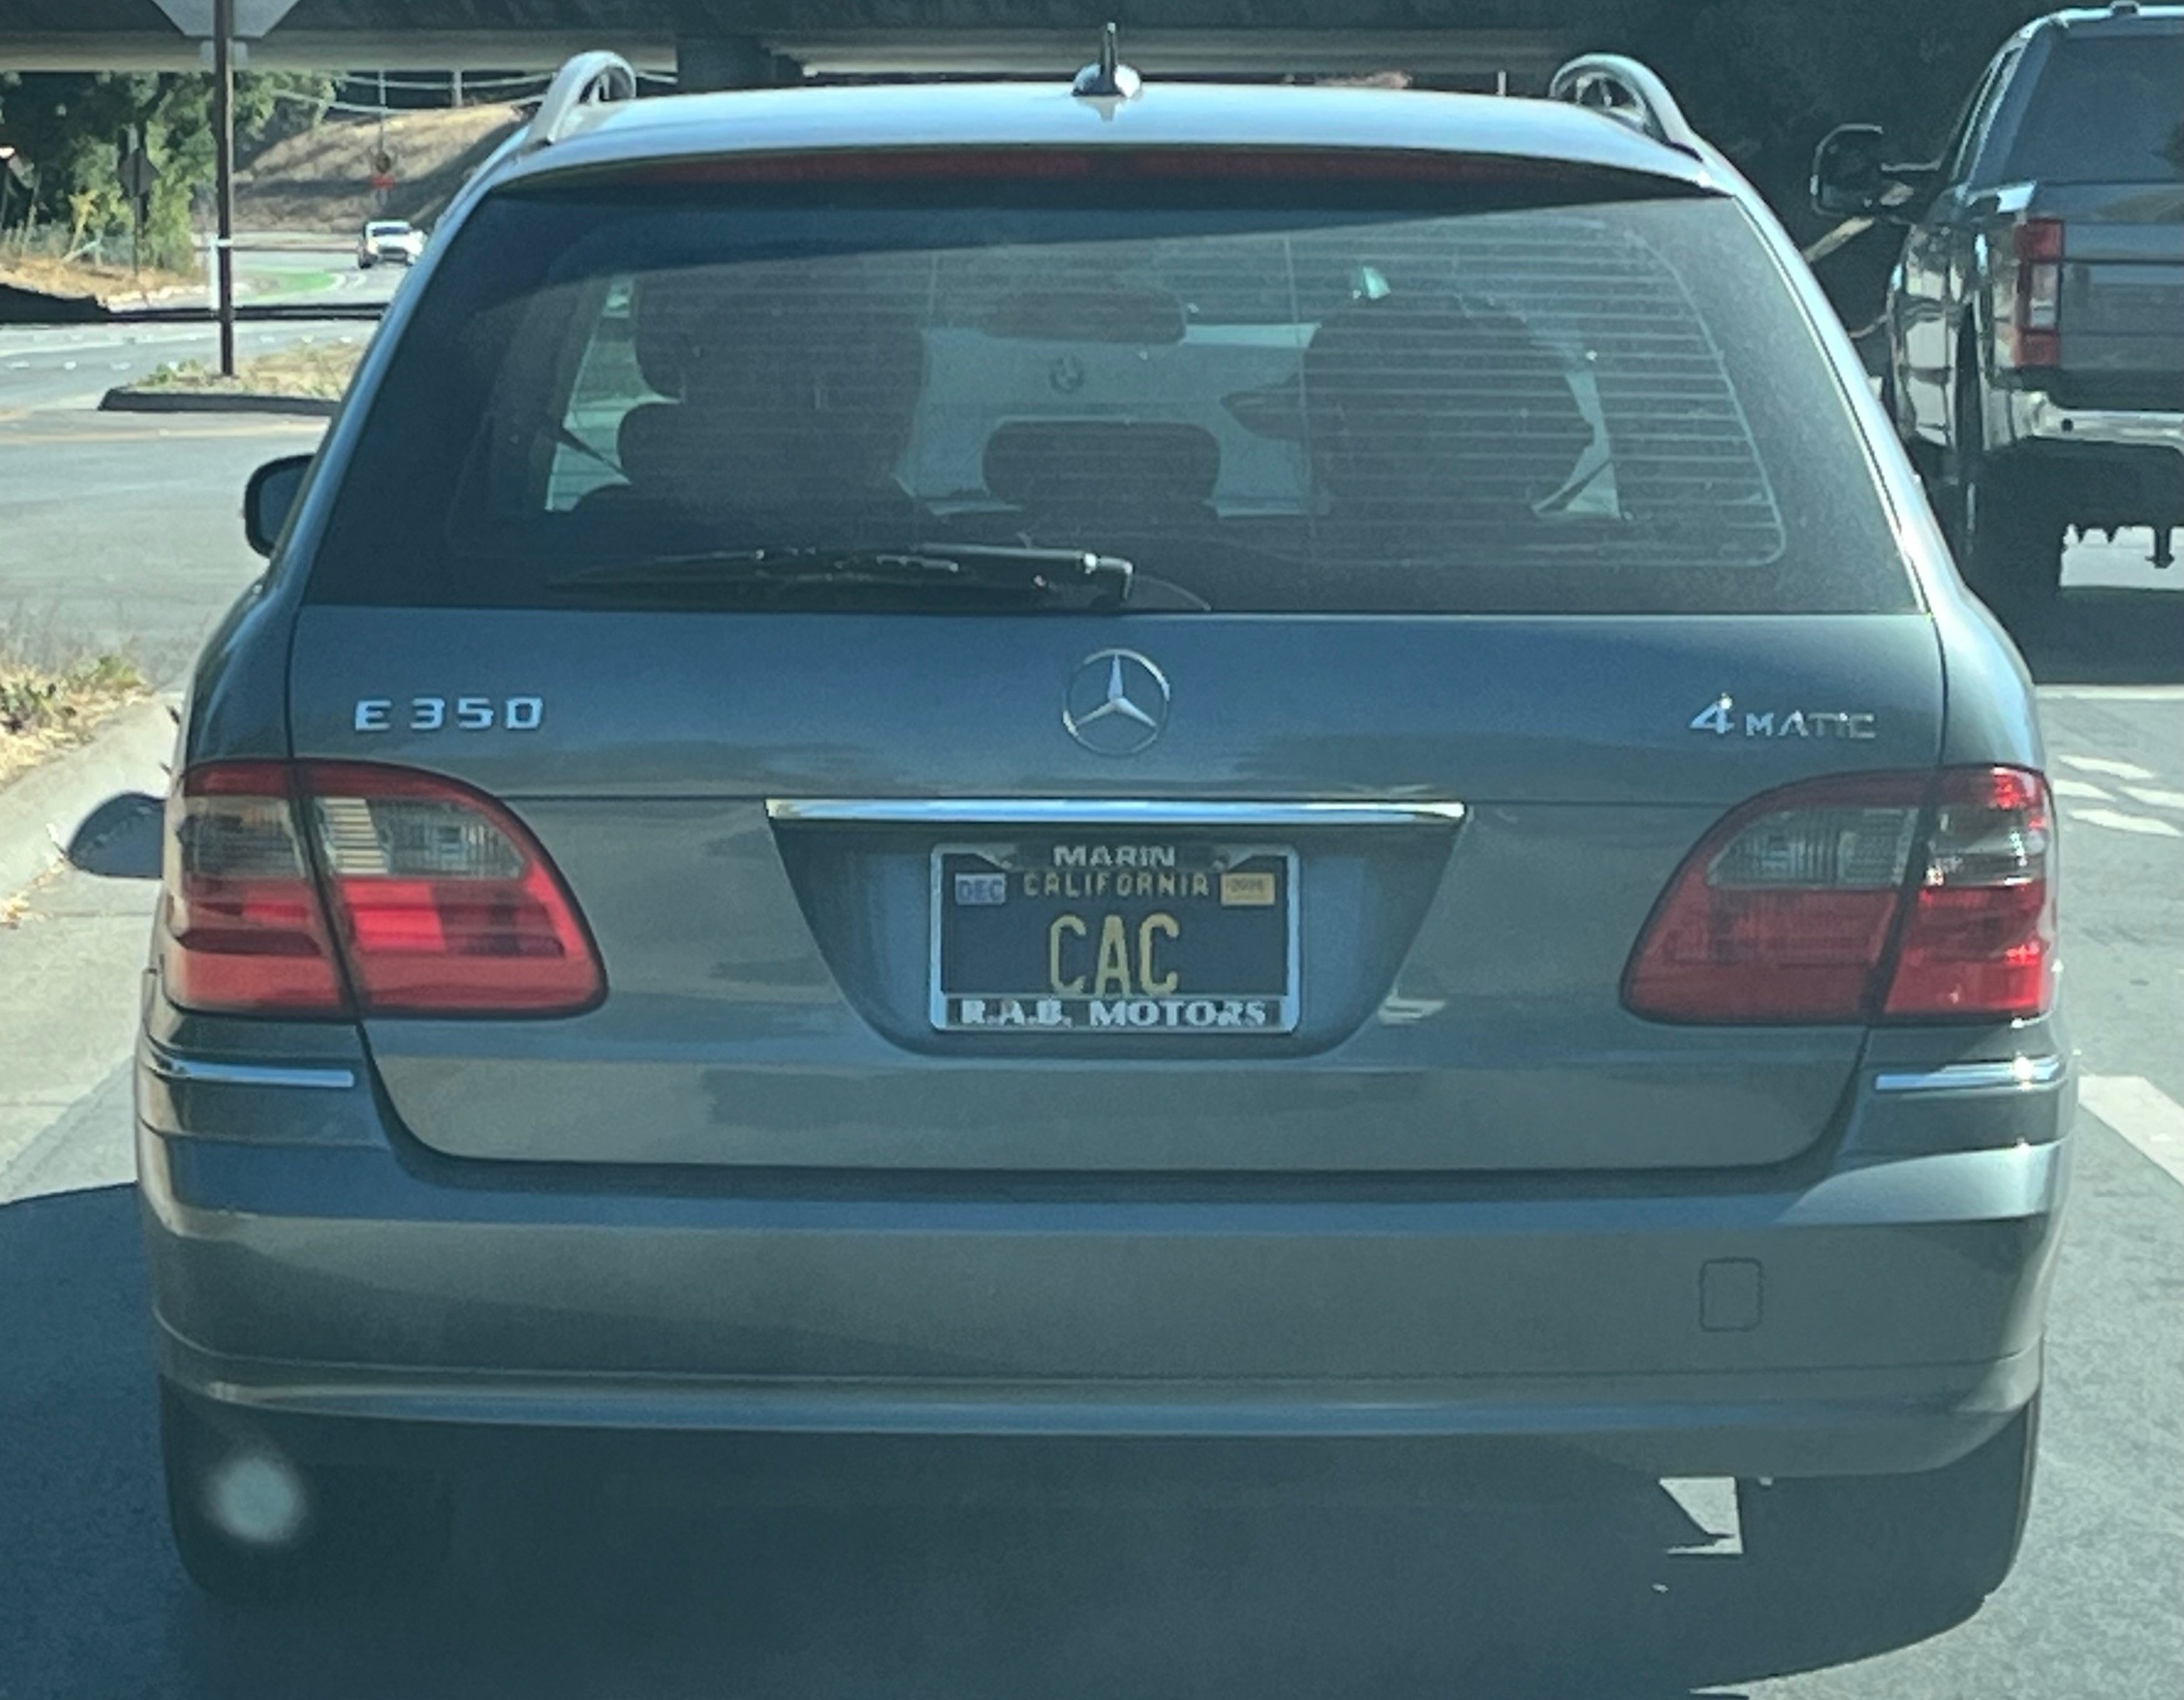 E350
4MATIC
MARIN
DEC CALIFORNIA
CAC
R.A.B. MOTORS